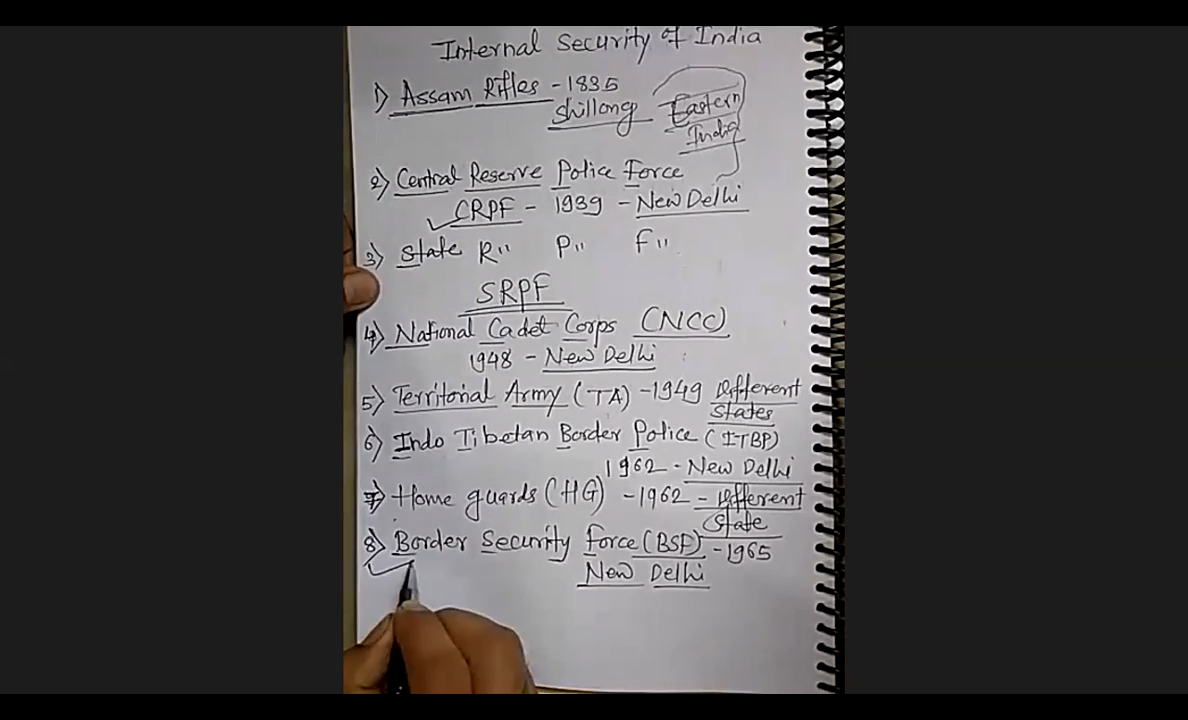 Internal Security of India
1) Assam Rifles - 1835
Shillong Eastern
India
2) Central Reserve Police Force
CRPF - 1939 - New Delhi
3) State R" P" F"
SRPF
4) National Cadet Corps (NCC)
1948 - New Delhi
5) Territorial Army (TA) - 1949 Different
States
6) Indo Tibetan Border Police (ITBP)
1962 - New Delhi
7) Home guards (HG) - 1962 - Different
State
8) Border Security Force (BSF) - 1965
New Delhi